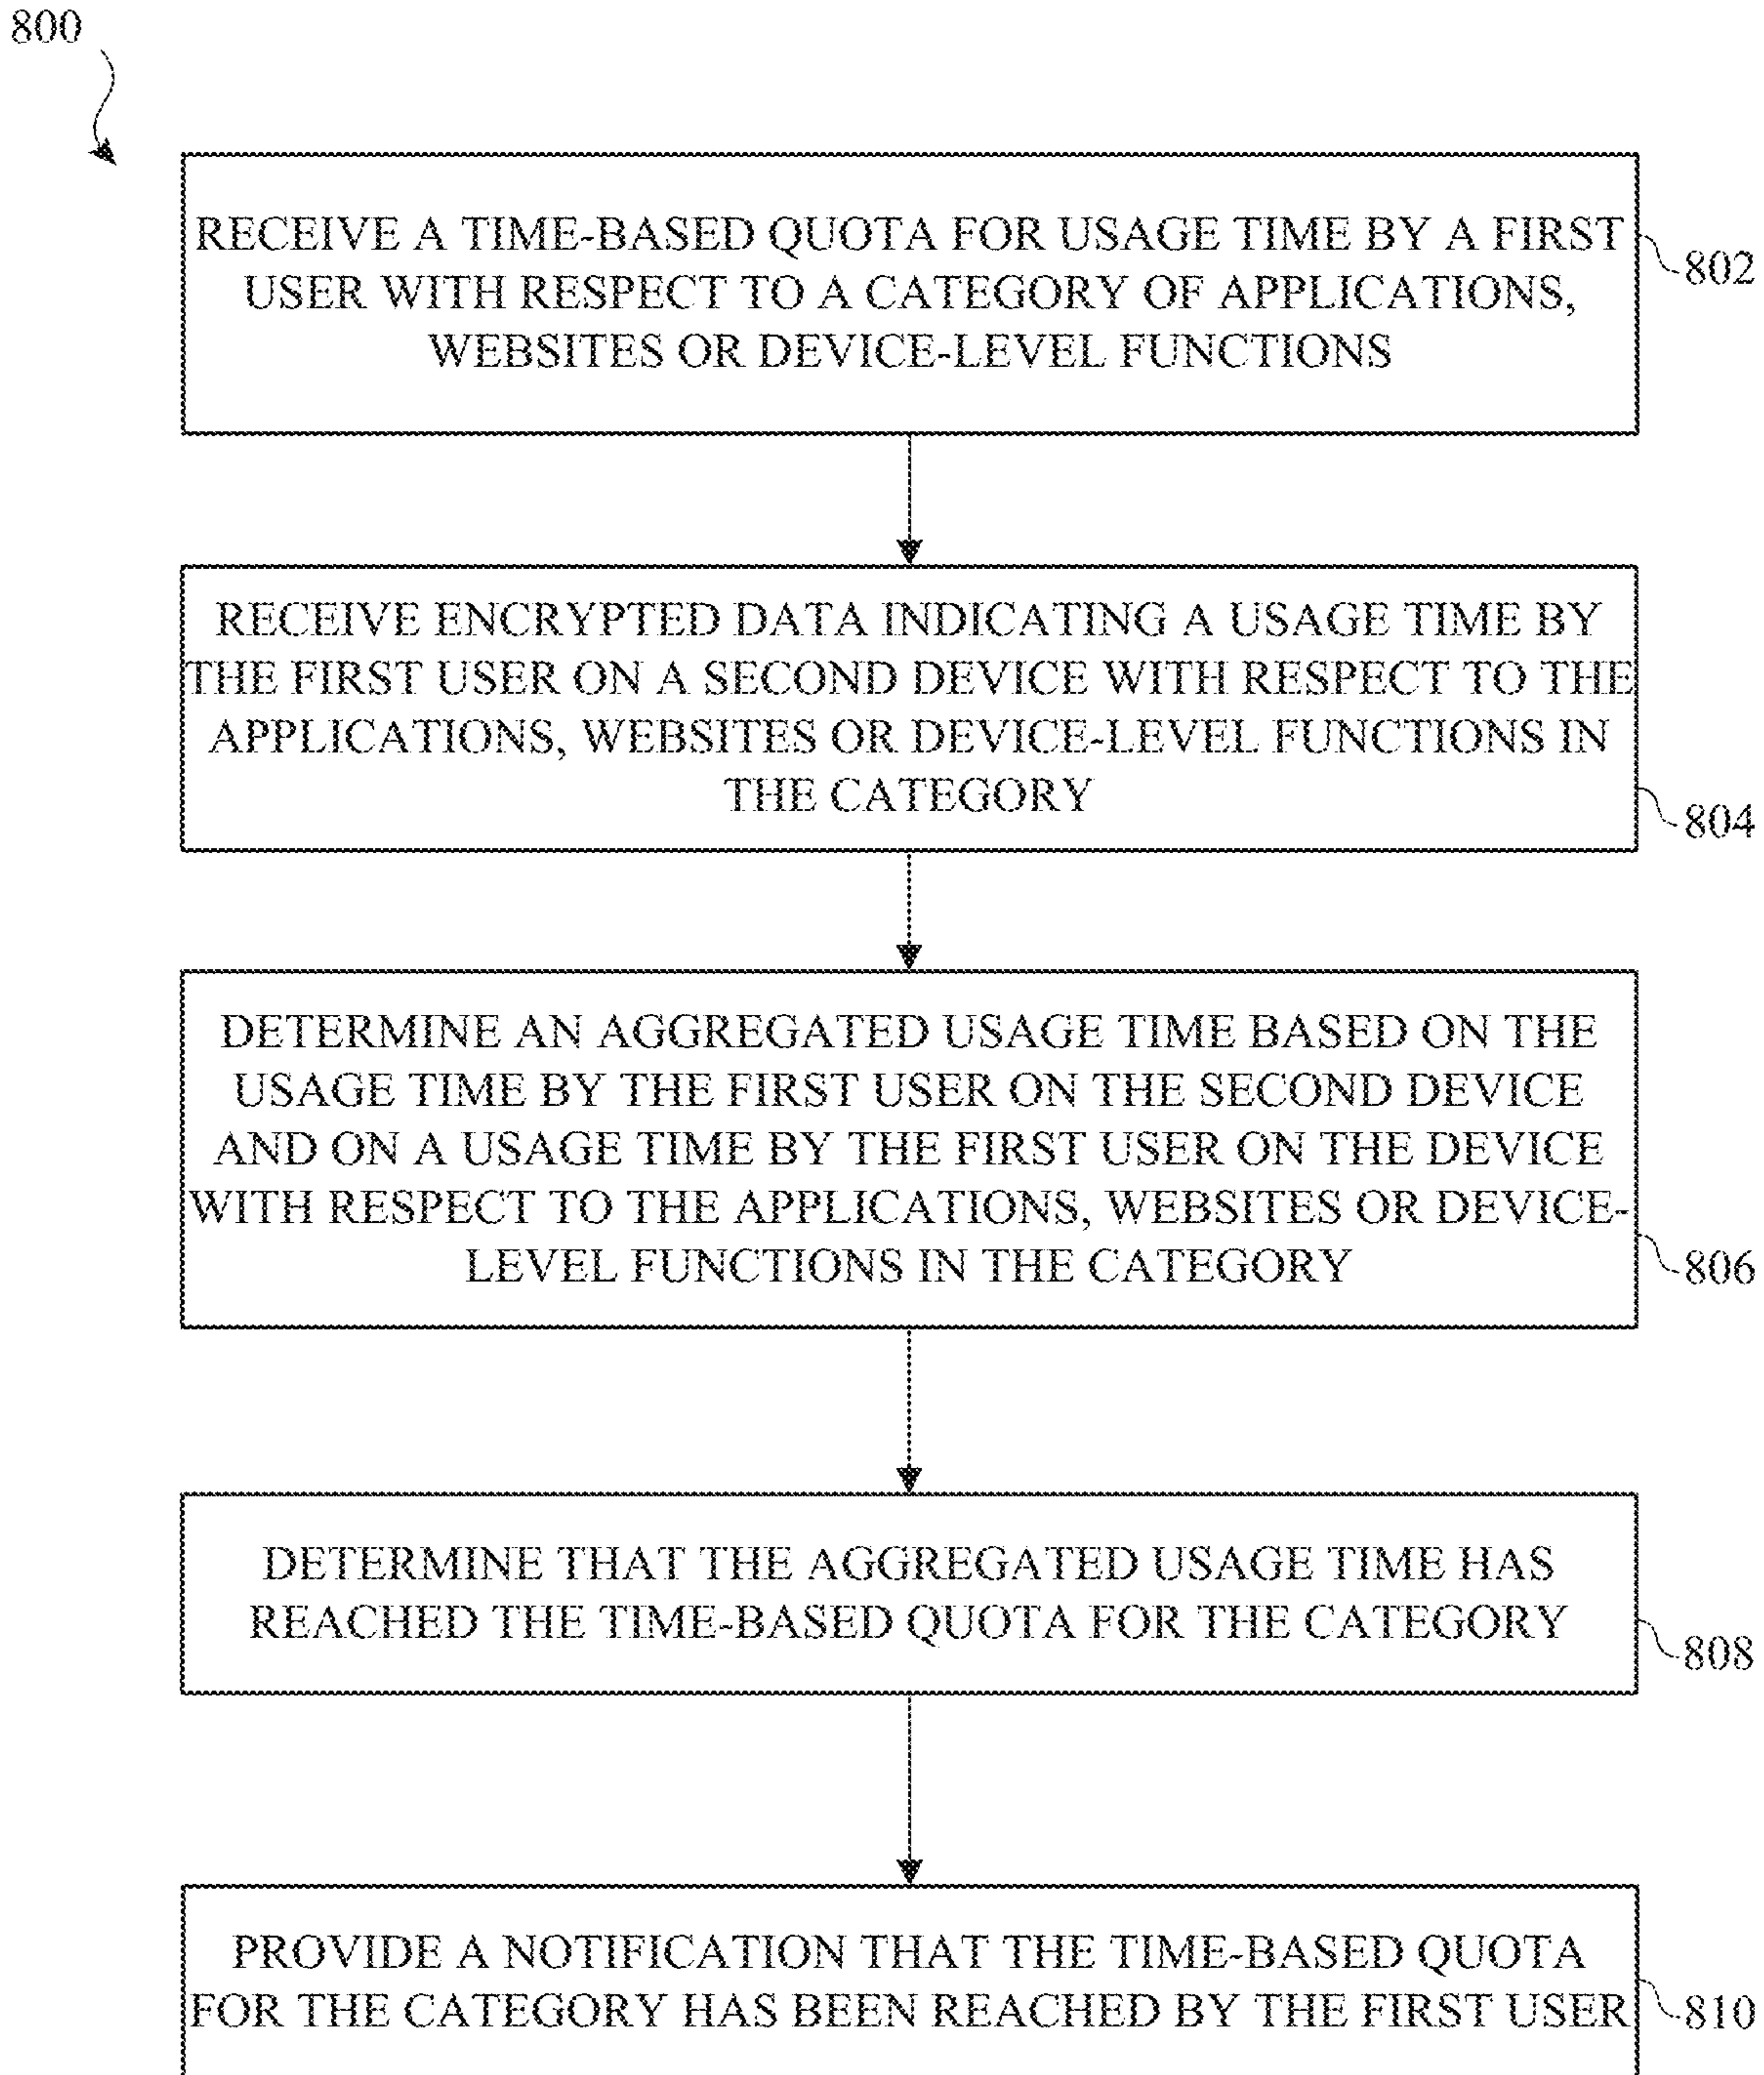 800
RECEIVE A TIME-BASED QUOTA FOR USAGE TIME BY A FIRST
USER WITH RESPECT TO A CATEGORY OF APPLICATIONS,
WEBSITES OR DEVICE-LEVEL FUNCTIONS
802
RECEIVE ENCRYPTED DATA INDICATING A USAGE TIME BY
THE FIRST USER ON A SECOND DEVICE WITH RESPECT TO THE
APPLICATIONS, WEBSITES OR DEVICE-LEVEL FUNCTIONS IN
THE CATEGORY
804
DETERMINE AN AGGREGATED USAGE TIME BASED ON THE
USAGE TIME BY THE FIRST USER ON THE SECOND DEVICE
AND ON A USAGE TIME BY THE FIRST USER ON THE DEVICE
WITH RESPECT TO THE APPLICATIONS, WEBSITES OR DEVICE-
LEVEL FUNCTIONS IN THE CATEGORY
806
DETERMINE THAT THE AGGREGATED USAGE TIME HAS
REACHED THE TIME-BASED QUOTA FOR THE CATEGORY
808
PROVIDE A NOTIFICATION THAT THE TIME-BASED QUOTA
FOR THE CATEGORY HAS BEEN REACHED BY THE FIRST USER
810